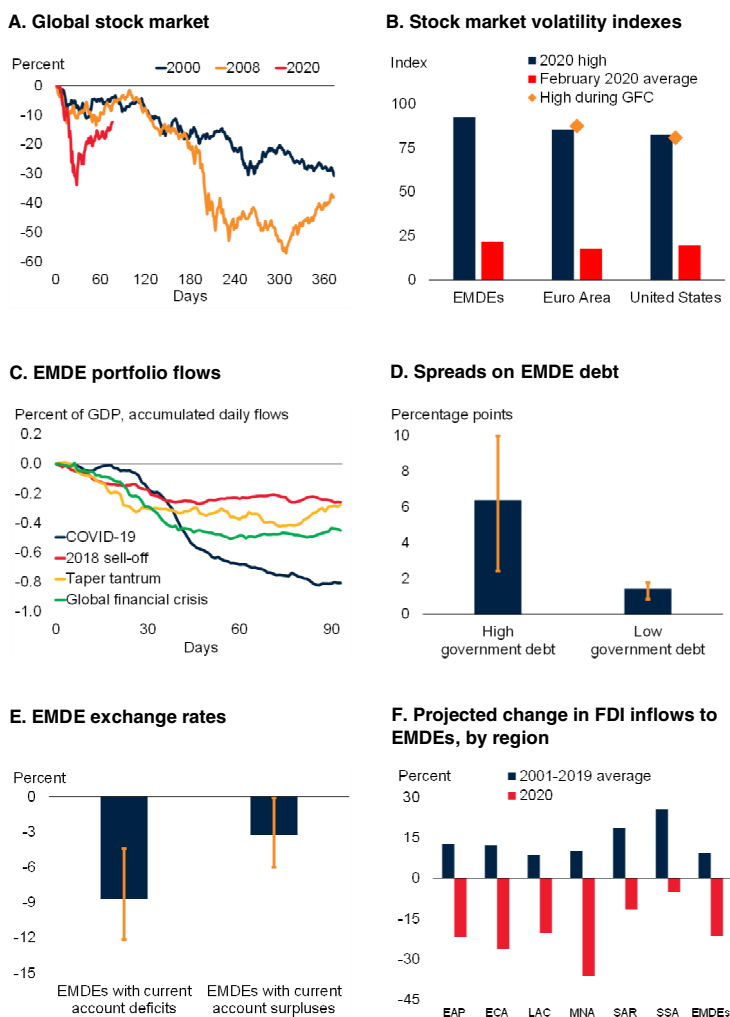 A. Global stock market
Percent
2000 2008 2020
0
-10
-20
-30
-40
-50
-60
0 60 120 180 240 300 360
Days
B. Stock market volatility indexes
Index
2020 high
February 2020 average
High during GFC
100
75
50
25
0
EMDEs Euro Area United States
C. EMDE portfolio flows
Percent of GDP, accumulated daily flows
0.2
0.0
-0.2
-0.4
-0.6
-0.8
-1.0
COVID-19
2018 sell-off
Taper tantrum
Global financial crisis
0 30 60 90
Days
D. Spreads on EMDE debt
Percentage points
10
8
6
4
2
0
High
government debt
Low
government debt
E. EMDE exchange rates
Percent
0
-3
-6
-9
-12
-15
EMDEs with current
account deficits
EMDEs with current
account surpluses
F. Projected change in FDI inflows to
EMDEs, by region
Percent
2001-2019 average
2020
30
15
0
-15
-30
-45
EAP ECA LAC MNA SAR SSA EMDEs